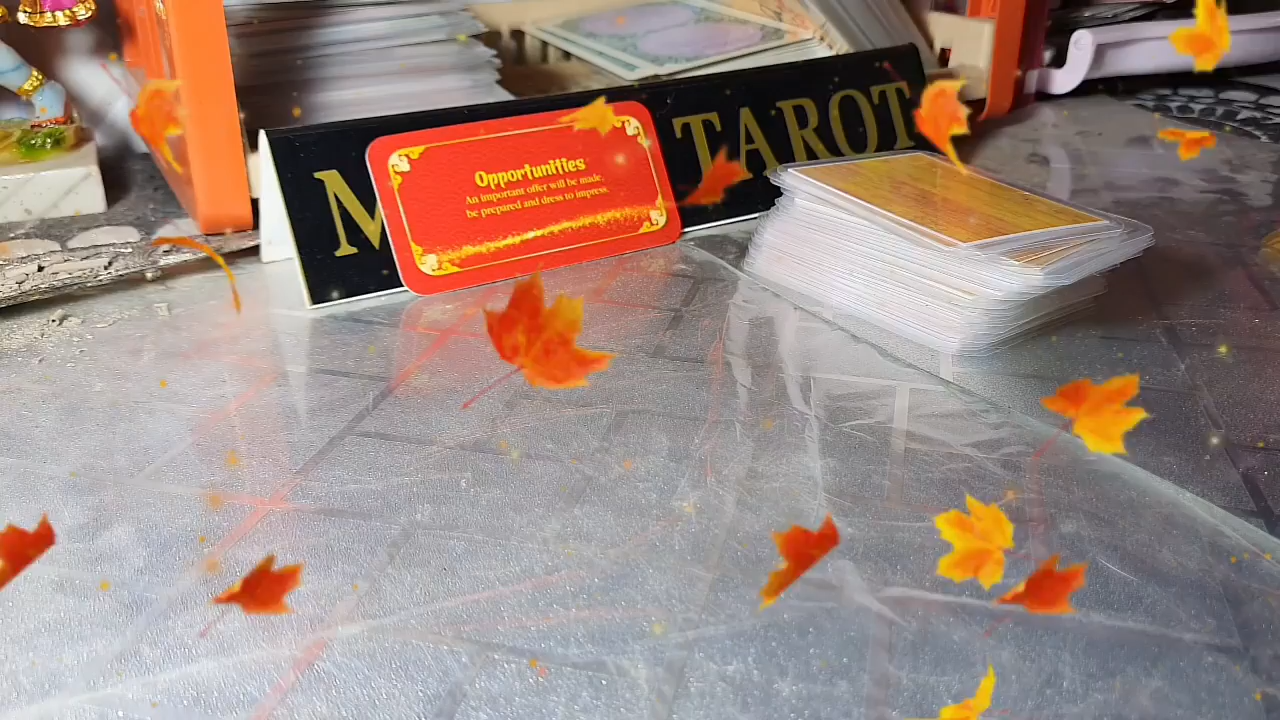 M TAROT
Opportunities
An important offer will be made,
be prepared and dress to impress.